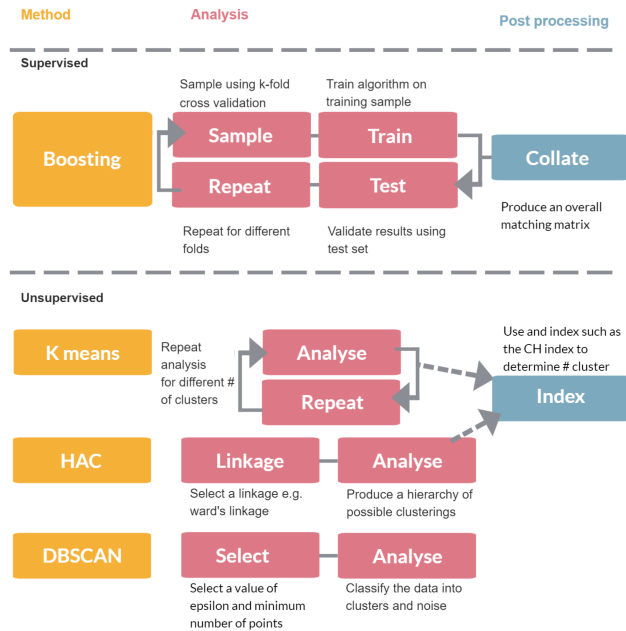 Method
Analysis
Post processing
Supervised
Sample using k-fold
cross validation
Train algorithm on
training sample
Boosting
Sample
Train
Repeat
Test
Collate
Repeat for different
folds
Validate results using
test set
Produce an overall
matching matrix
Unsupervised
K means
Repeat
analysis
for different #
of clusters
Analyse
Repeat
Use and index such as
the CH index to
determine # cluster
Index
HAC
Linkage
Analyse
Select a linkage e.g.
ward's linkage
Produce a hierarchy of
possible clusterings
DBSCAN
Select
Analyse
Select a value of
epsilon and minimum
number of points
Classify the data into
clusters and noise